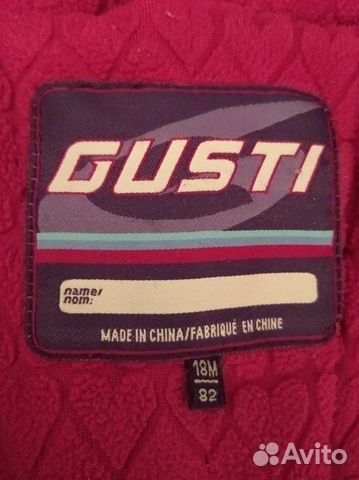 GUSTI
name/
nom:
MADE IN CHINA/FABRIQUÉ EN CHINE
18M
82
Avito